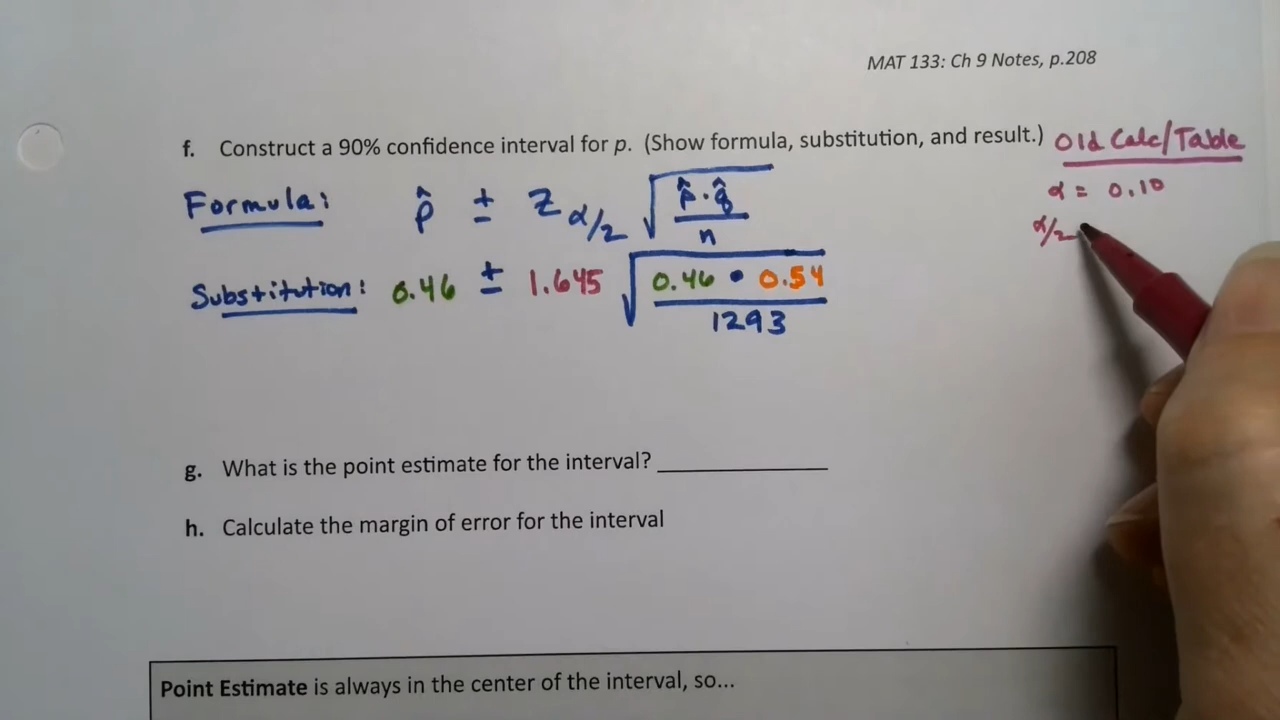 MAT 133: Ch 9 Notes, p.208
f. Construct a 90% confidence interval for p. (Show formula, substitution, and result.) Old Calc/Table
α = 0.10
Formula: p̂ ± Z α/2 √ p̂·q̂ / n
α/2
Substitution: 0.46 ± 1.645 √ 0.46 • 0.54 / 1293
g. What is the point estimate for the interval? ____________
h. Calculate the margin of error for the interval
Point Estimate is always in the center of the interval, so...